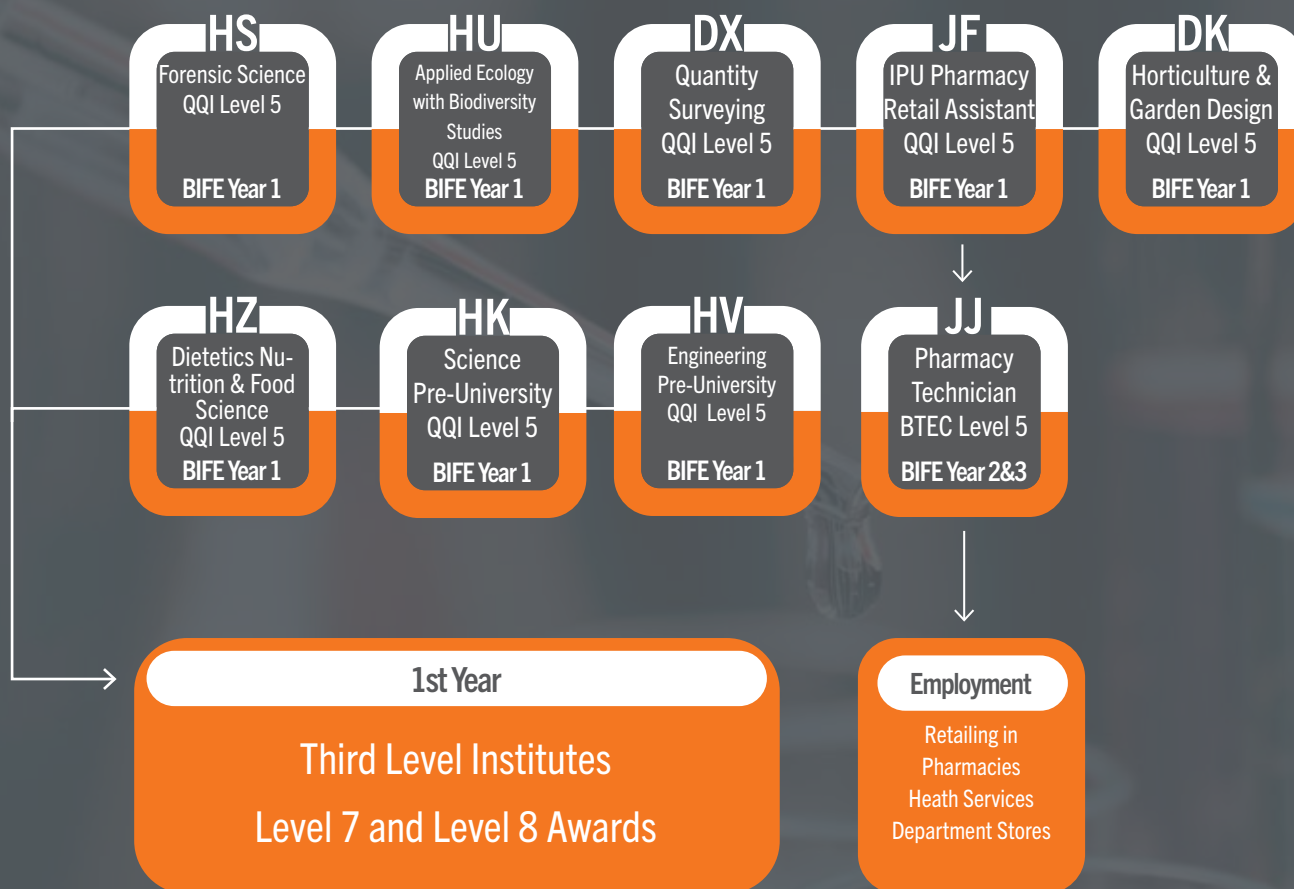 HS
Forensic Science
QQI Level 5
BIFE Year 1
HU
Applied Ecology
with Biodiversity
Studies
QQI Level 5
BIFE Year 1
DX
Quantity
Surveying
QQI Level 5
BIFE Year 1
JF
IPU Pharmacy
Retail Assistant
QQI Level 5
BIFE Year 1
DK
Horticulture &
Garden Design
QQI Level 5
BIFE Year 1
HZ
Dietetics Nu-
trition & Food
Science
QQI Level 5
BIFE Year 1
HK
Science
Pre-University
QQI Level 5
BIFE Year 1
HV
Engineering
Pre-University
QQI Level 5
BIFE Year 1
JJ
Pharmacy
Technician
BTEC Level 5
BIFE Year 2&3
1st Year
Third Level Institutes
Level 7 and Level 8 Awards
Employment
Retailing in
Pharmacies
Heath Services
Department Stores